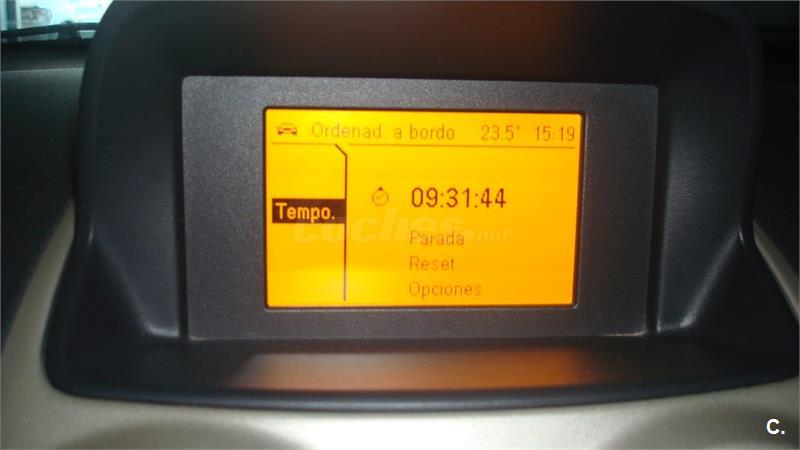 Ordenad. a bordo 23.5° 15:19
Tempo. 09:31:44
coches.net
Parada
Reset
Opciones
C.